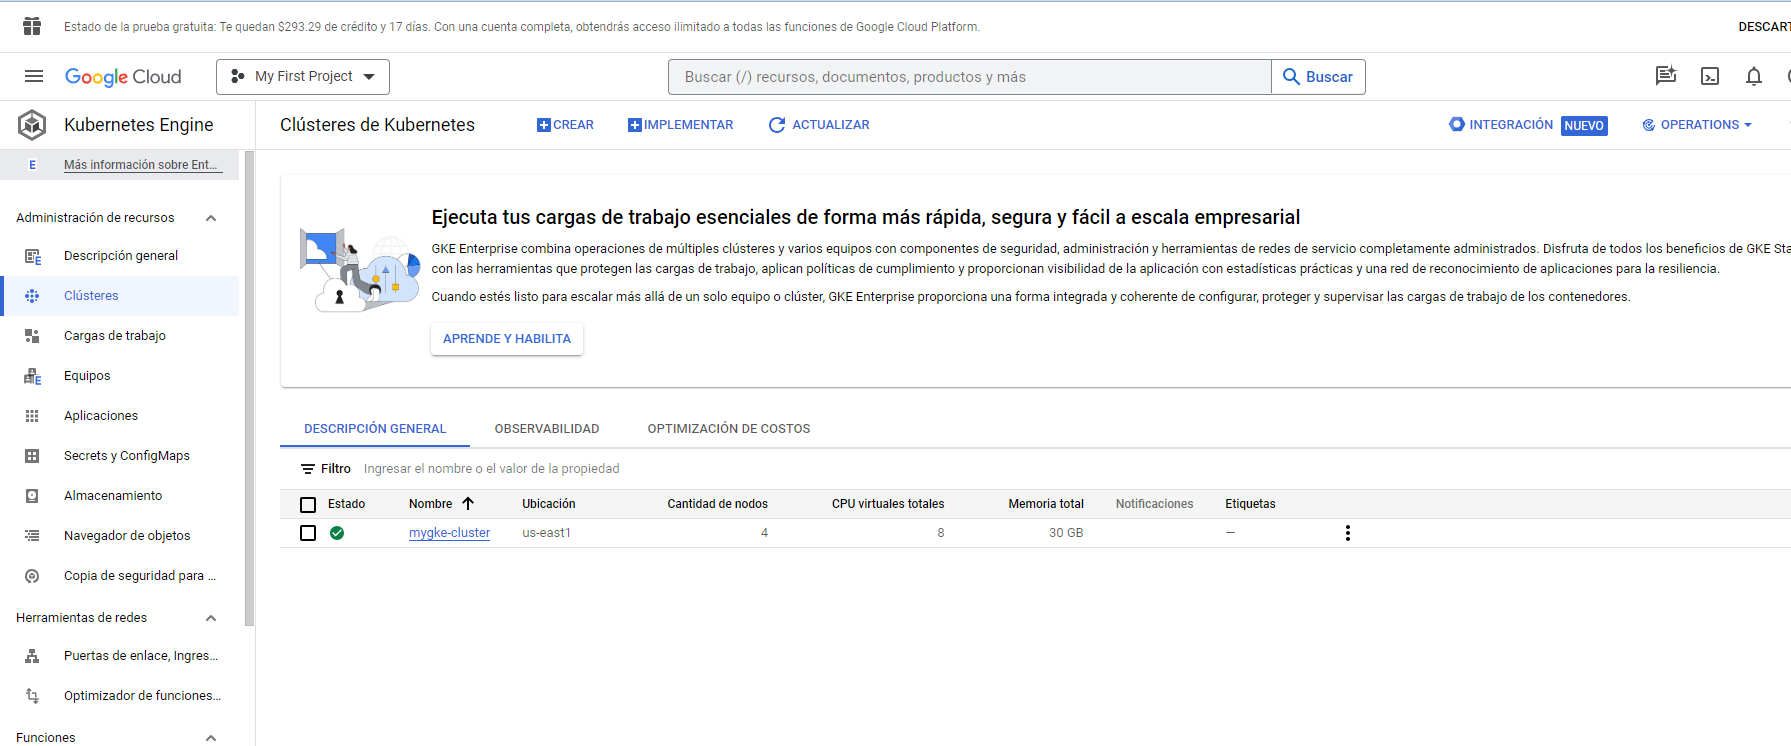 Estado de la prueba gratuita: Te quedan $293.29 de crédito y 17 días. Con una cuenta completa, obtendrás acceso ilimitado a todas las funciones de Google Cloud Platform.
DESCART
Google Cloud
My First Project
Buscar (/) recursos, documentos, productos y más
Buscar
Kubernetes Engine
Clústeres de Kubernetes
CREAR
IMPLEMENTAR
ACTUALIZAR
INTEGRACIÓN NUEVO
OPERATIONS
E Más información sobre Ent...
Administración de recursos
Descripción general
Clústeres
Cargas de trabajo
Equipos
Aplicaciones
Secrets y ConfigMaps
Almacenamiento
Navegador de objetos
Copia de seguridad para ...
Herramientas de redes
Puertas de enlace, Ingres...
Optimizador de funciones...
Funciones
Ejecuta tus cargas de trabajo esenciales de forma más rápida, segura y fácil a escala empresarial
GKE Enterprise combina operaciones de múltiples clústeres y varios equipos con componentes de seguridad, administración y herramientas de redes de servicio completamente administrados. Disfruta de todos los beneficios de GKE Sta
con las herramientas que protegen las cargas de trabajo, aplican políticas de cumplimiento y proporcionan visibilidad de la aplicación con estadísticas prácticas y una red de reconocimiento de aplicaciones para la resiliencia.
Cuando estés listo para escalar más allá de un solo equipo o clúster, GKE Enterprise proporciona una forma integrada y coherente de configurar, proteger y supervisar las cargas de trabajo de los contenedores.
APRENDE Y HABILITA
DESCRIPCIÓN GENERAL
OBSERVABILIDAD
OPTIMIZACIÓN DE COSTOS
Filtro Ingresar el nombre o el valor de la propiedad
Estado Nombre Ubicación Cantidad de nodos CPU virtuales totales Memoria total Notificaciones Etiquetas
mygke-cluster us-east1 4 8 30 GB —